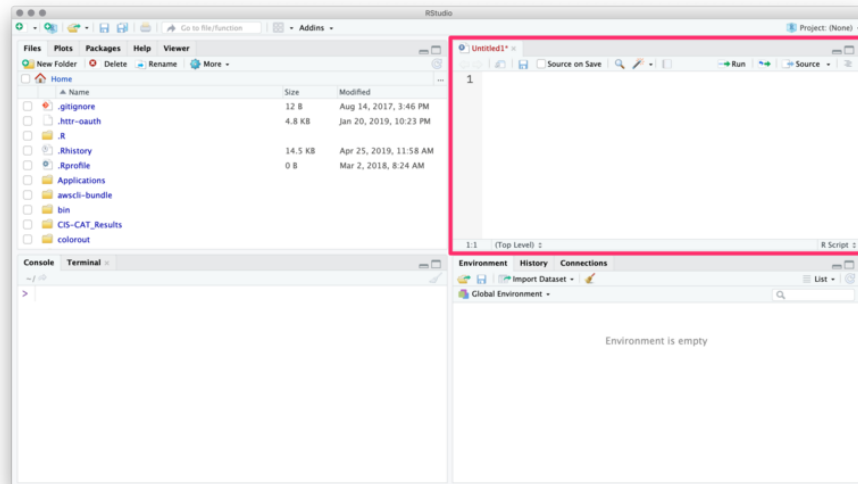 RStudio
Go to file/function
Addins
Project: (None)
Files Plots Packages Help Viewer
New Folder Delete Rename More
Home ...
Name Size Modified
.gitignore 12 B Aug 14, 2017, 3:46 PM
.httr-oauth 4.8 KB Jan 20, 2019, 10:23 PM
.R
.Rhistory 14.5 KB Apr 25, 2019, 11:58 AM
.Rprofile 0 B Mar 2, 2018, 8:24 AM
Applications
awscli-bundle
bin
CIS-CAT_Results
colorout
Untitled1*
Source on Save Run Source
1
1:1 (Top Level) R Script
Console Terminal
~/
>
Environment History Connections
Import Dataset List
Global Environment
Environment is empty